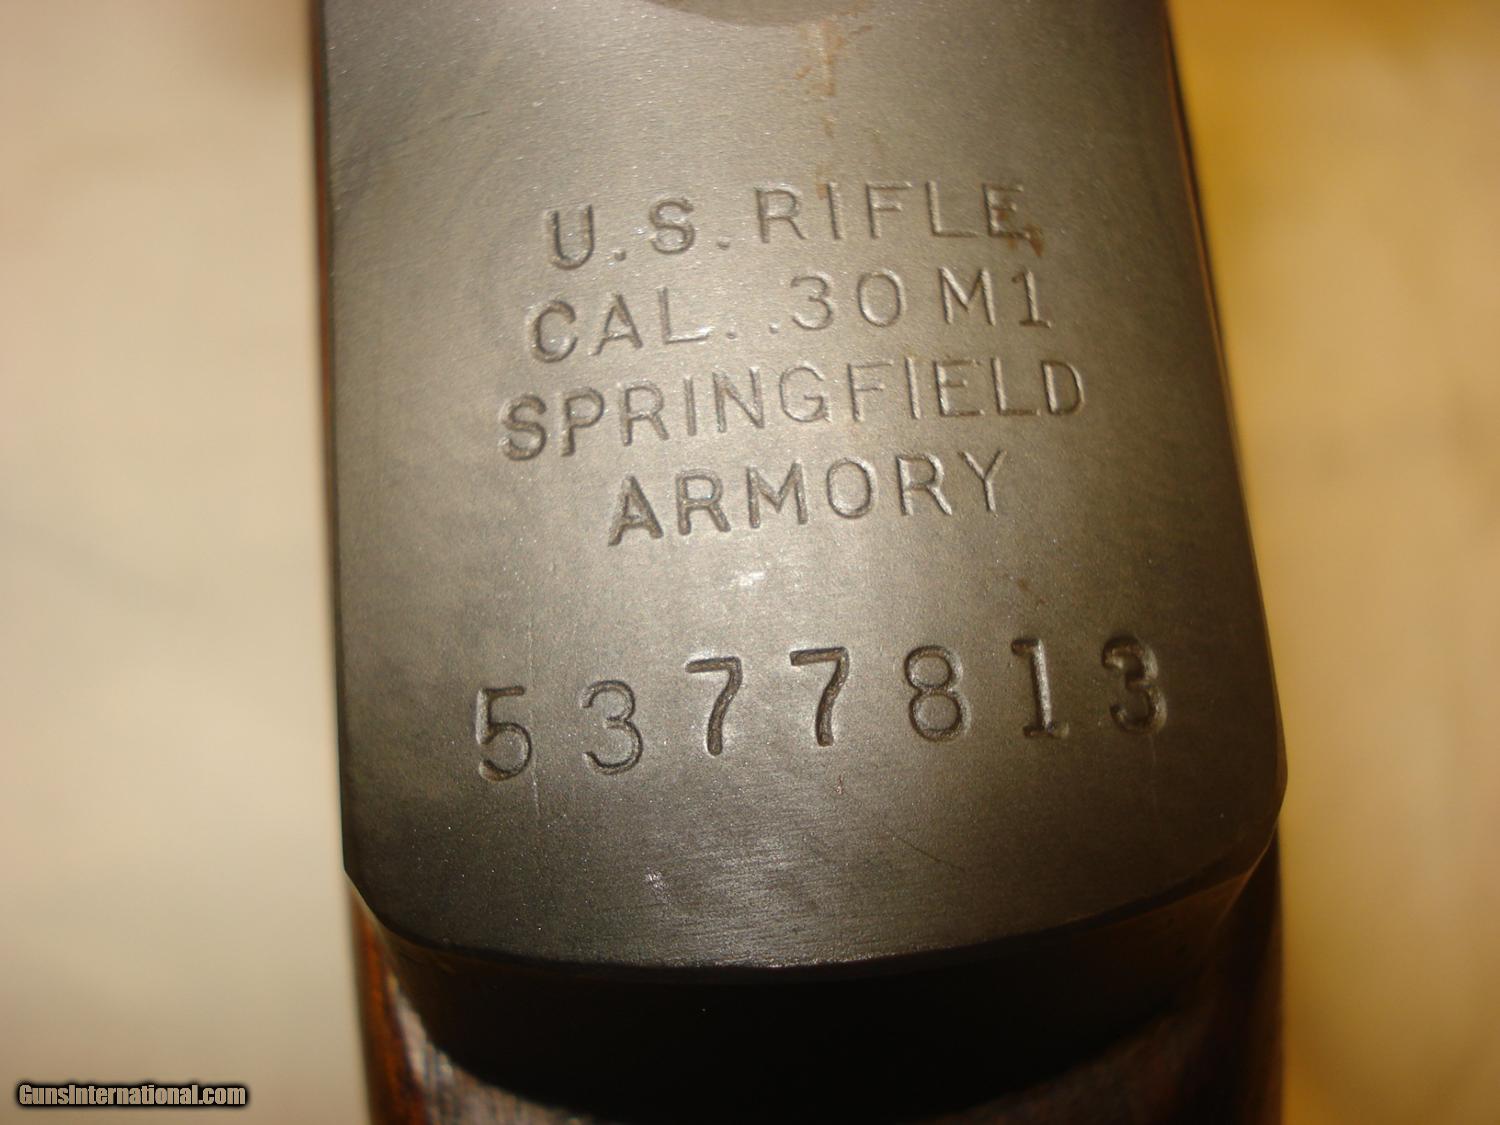 U.S. RIFLE
CAL. .30 M1
SPRINGFIELD
ARMORY
5377813
GunsInternational.com